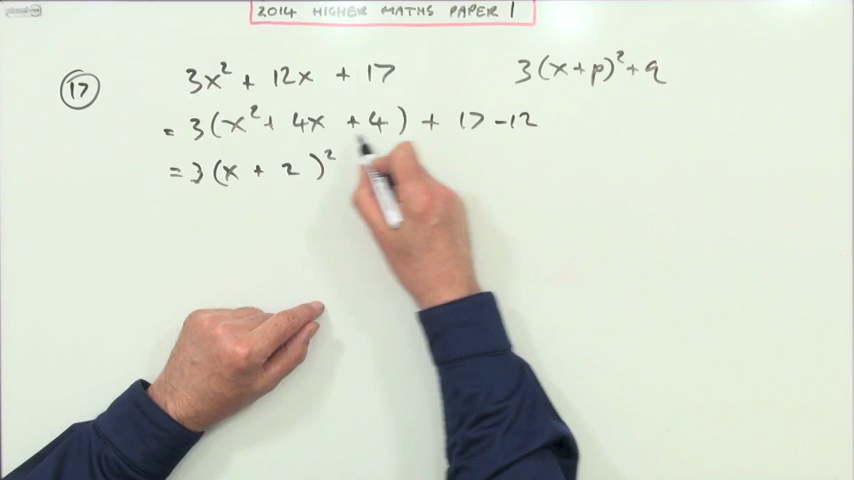 2014 HIGHER MATHS PAPER 1
17 3x² + 12x + 17 3(x+p)²+q
= 3(x² + 4x + 4) + 17 - 12
= 3(x + 2)²